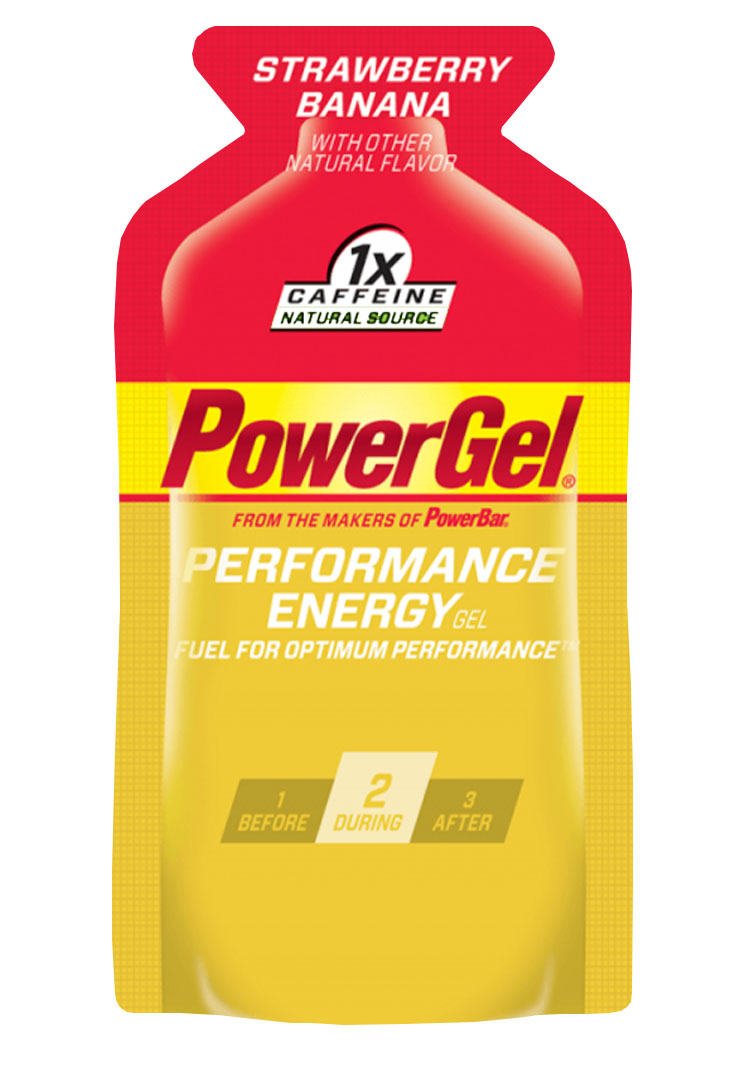 STRAWBERRY
BANANA
WITH OTHER
NATURAL FLAVOR
1X
CAFFEINE
NATURAL SOURCE
PowerGel®
FROM THE MAKERS OF PowerBar®
PERFORMANCE
ENERGY GEL
FUEL FOR OPTIMUM PERFORMANCE™
1 2 3
BEFORE DURING AFTER